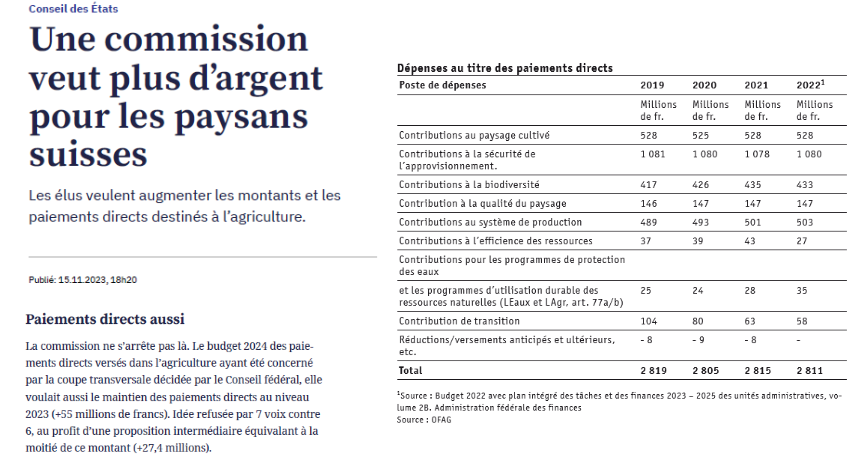 Conseil des États
Une commission
veut plus d’argent
pour les paysans
suisses
Les élus veulent augmenter les montants et les
paiements directs destinés à l’agriculture.
Publié: 15.11.2023, 18h20
Paiements directs aussi
La commission ne s’arrête pas là. Le budget 2024 des paie-
ments directs versés dans l’agriculture ayant été concerné
par la coupe transversale décidée par le Conseil fédéral, elle
voulait aussi le maintien des paiements directs au niveau
2023 (+55 millions de francs). Idée refusée par 7 voix contre
6, au profit d’une proposition intermédiaire équivalant à la
moitié de ce montant (+27,4 millions).
Dépenses au titre des paiements directs
Poste de dépenses 2019 2020 2021 2022¹
Millions Millions Millions Millions
de fr. de fr. de fr. de fr.
Contributions au paysage cultivé 528 525 528 528
Contributions à la sécurité de 1 081 1 080 1 078 1 080
l’approvisionnement.
Contributions à la biodiversité 417 426 435 433
Contribution à la qualité du paysage 146 147 147 147
Contributions au système de production 489 493 501 503
Contributions à l’efficience des ressources 37 39 43 27
Contributions pour les programmes de protection
des eaux
et les programmes d’utilisation durable des 25 24 28 35
ressources naturelles (LEaux et LAgr, art. 77a/b)
Contribution de transition 104 80 63 58
Réductions/versements anticipés et ultérieurs, - 8 - 9 - 8 -
etc.
Total 2 819 2 805 2 815 2 811
¹Source : Budget 2022 avec plan intégré des tâches et des finances 2023 – 2025 des unités administratives, vo-
lume 2B. Administration fédérale des finances
Source : OFAG